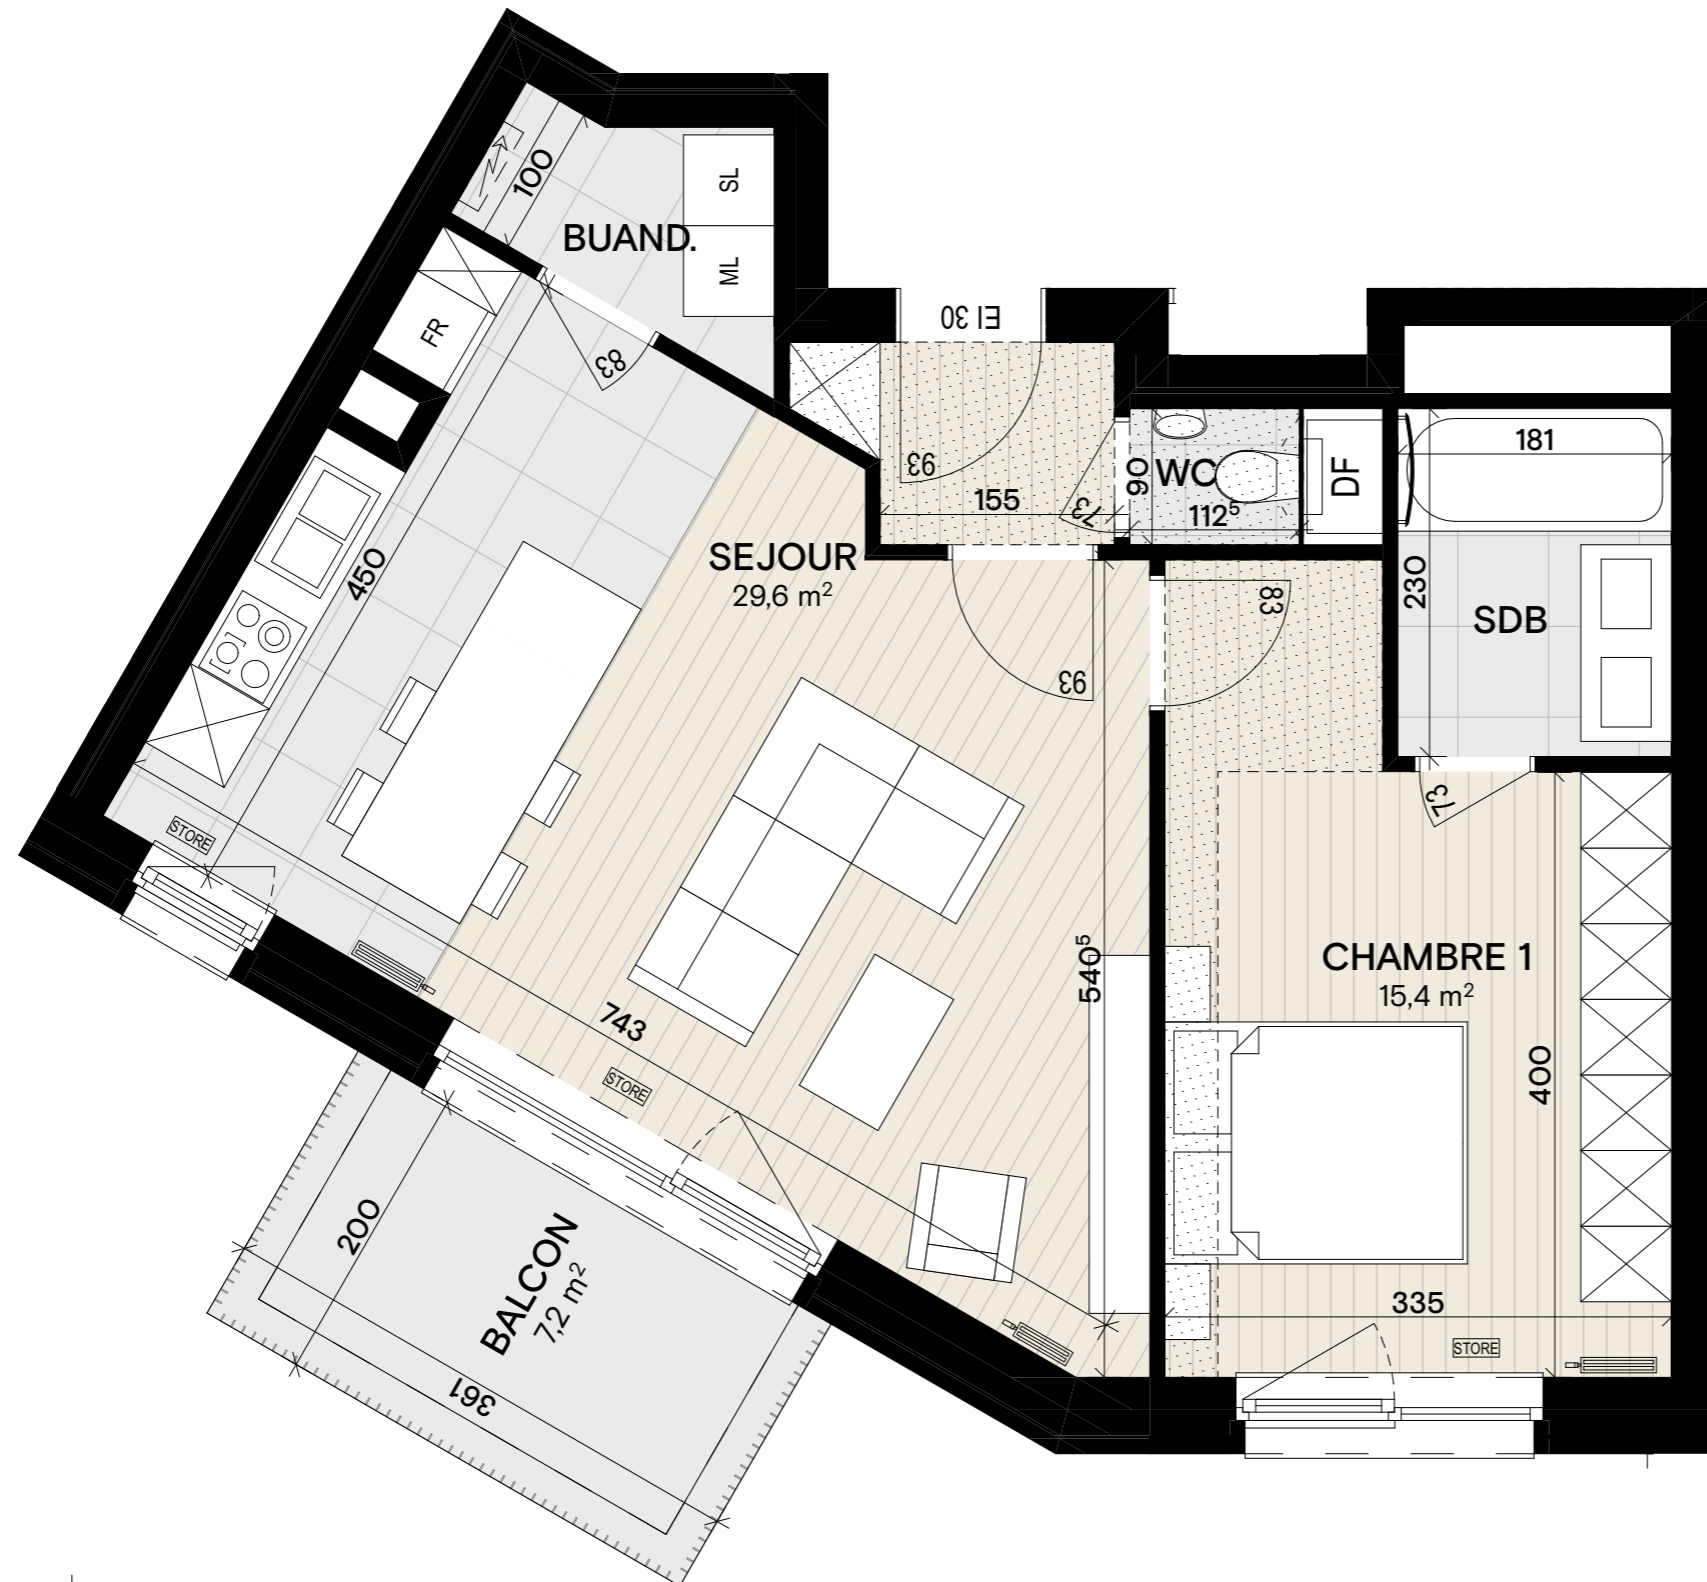 SL
100
BUAND.
ML
EI 30
FR
83
181
93
90
WC
DF
155
73
112⁵
SEJOUR
29,6 m²
450
83
230
SDB
93
73
STORE
CHAMBRE 1
15,4 m²
540⁵
743
400
STORE
200
BALCON
7,2 m²
335
STORE
361